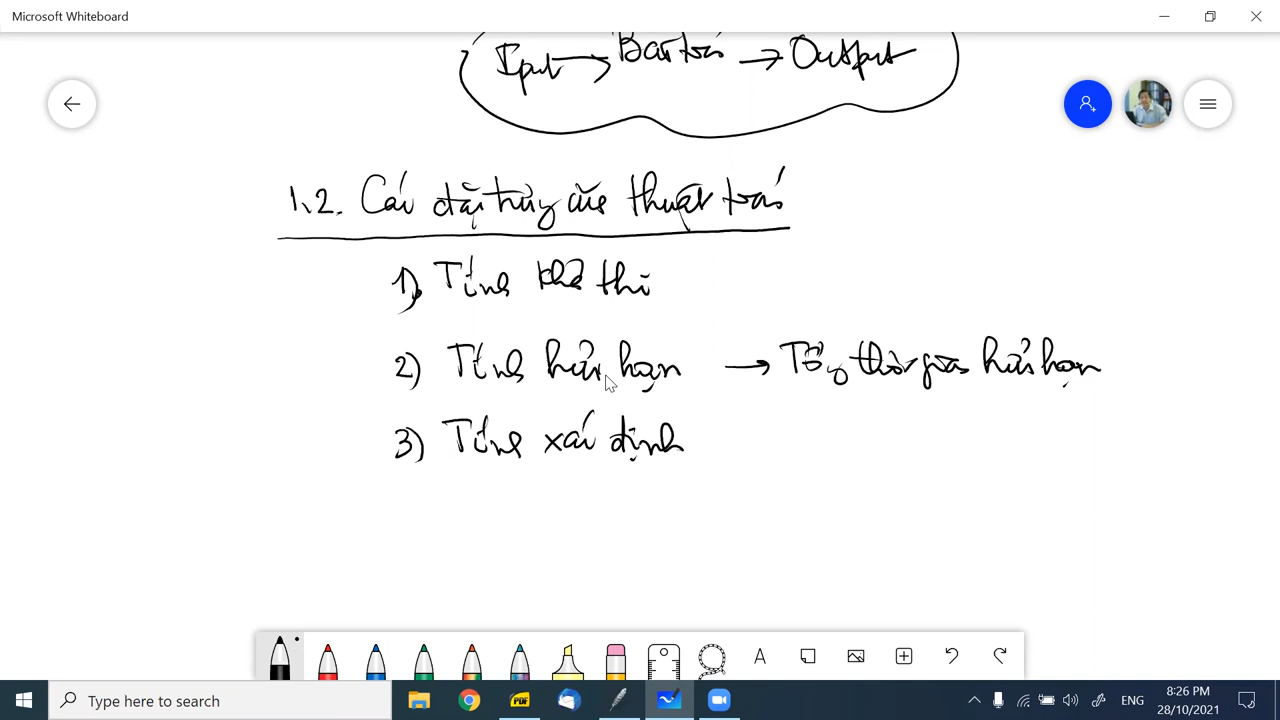 Microsoft Whiteboard
Input → Bài toán → Output
1.2. Các đặc trưng của thuật toán
1) Tính khả thi
2) Tính hữu hạn → Trong thời gian hữu hạn
3) Tính xác định
A
Type here to search
PDF
ENG
8:26 PM
28/10/2021